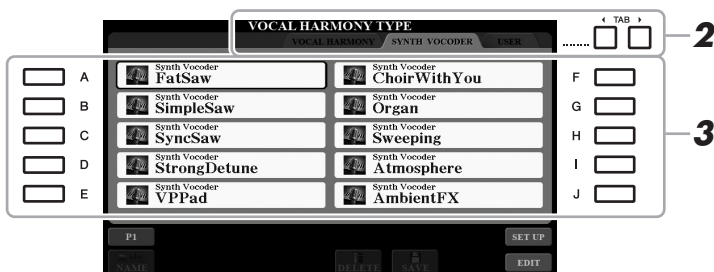 VOCAL HARMONY TYPE
TAB
2
VOCAL HARMONY SYNTH VOCODER USER
A Synth Vocoder FatSaw Synth Vocoder ChoirWithYou F
B Synth Vocoder SimpleSaw Synth Vocoder Organ G
C Synth Vocoder SyncSaw Synth Vocoder Sweeping H
3
D Synth Vocoder StrongDetune Synth Vocoder Atmosphere I
E Synth Vocoder VPPad Synth Vocoder AmbientFX J
P1 SET UP
NAME DELETE SAVE EDIT